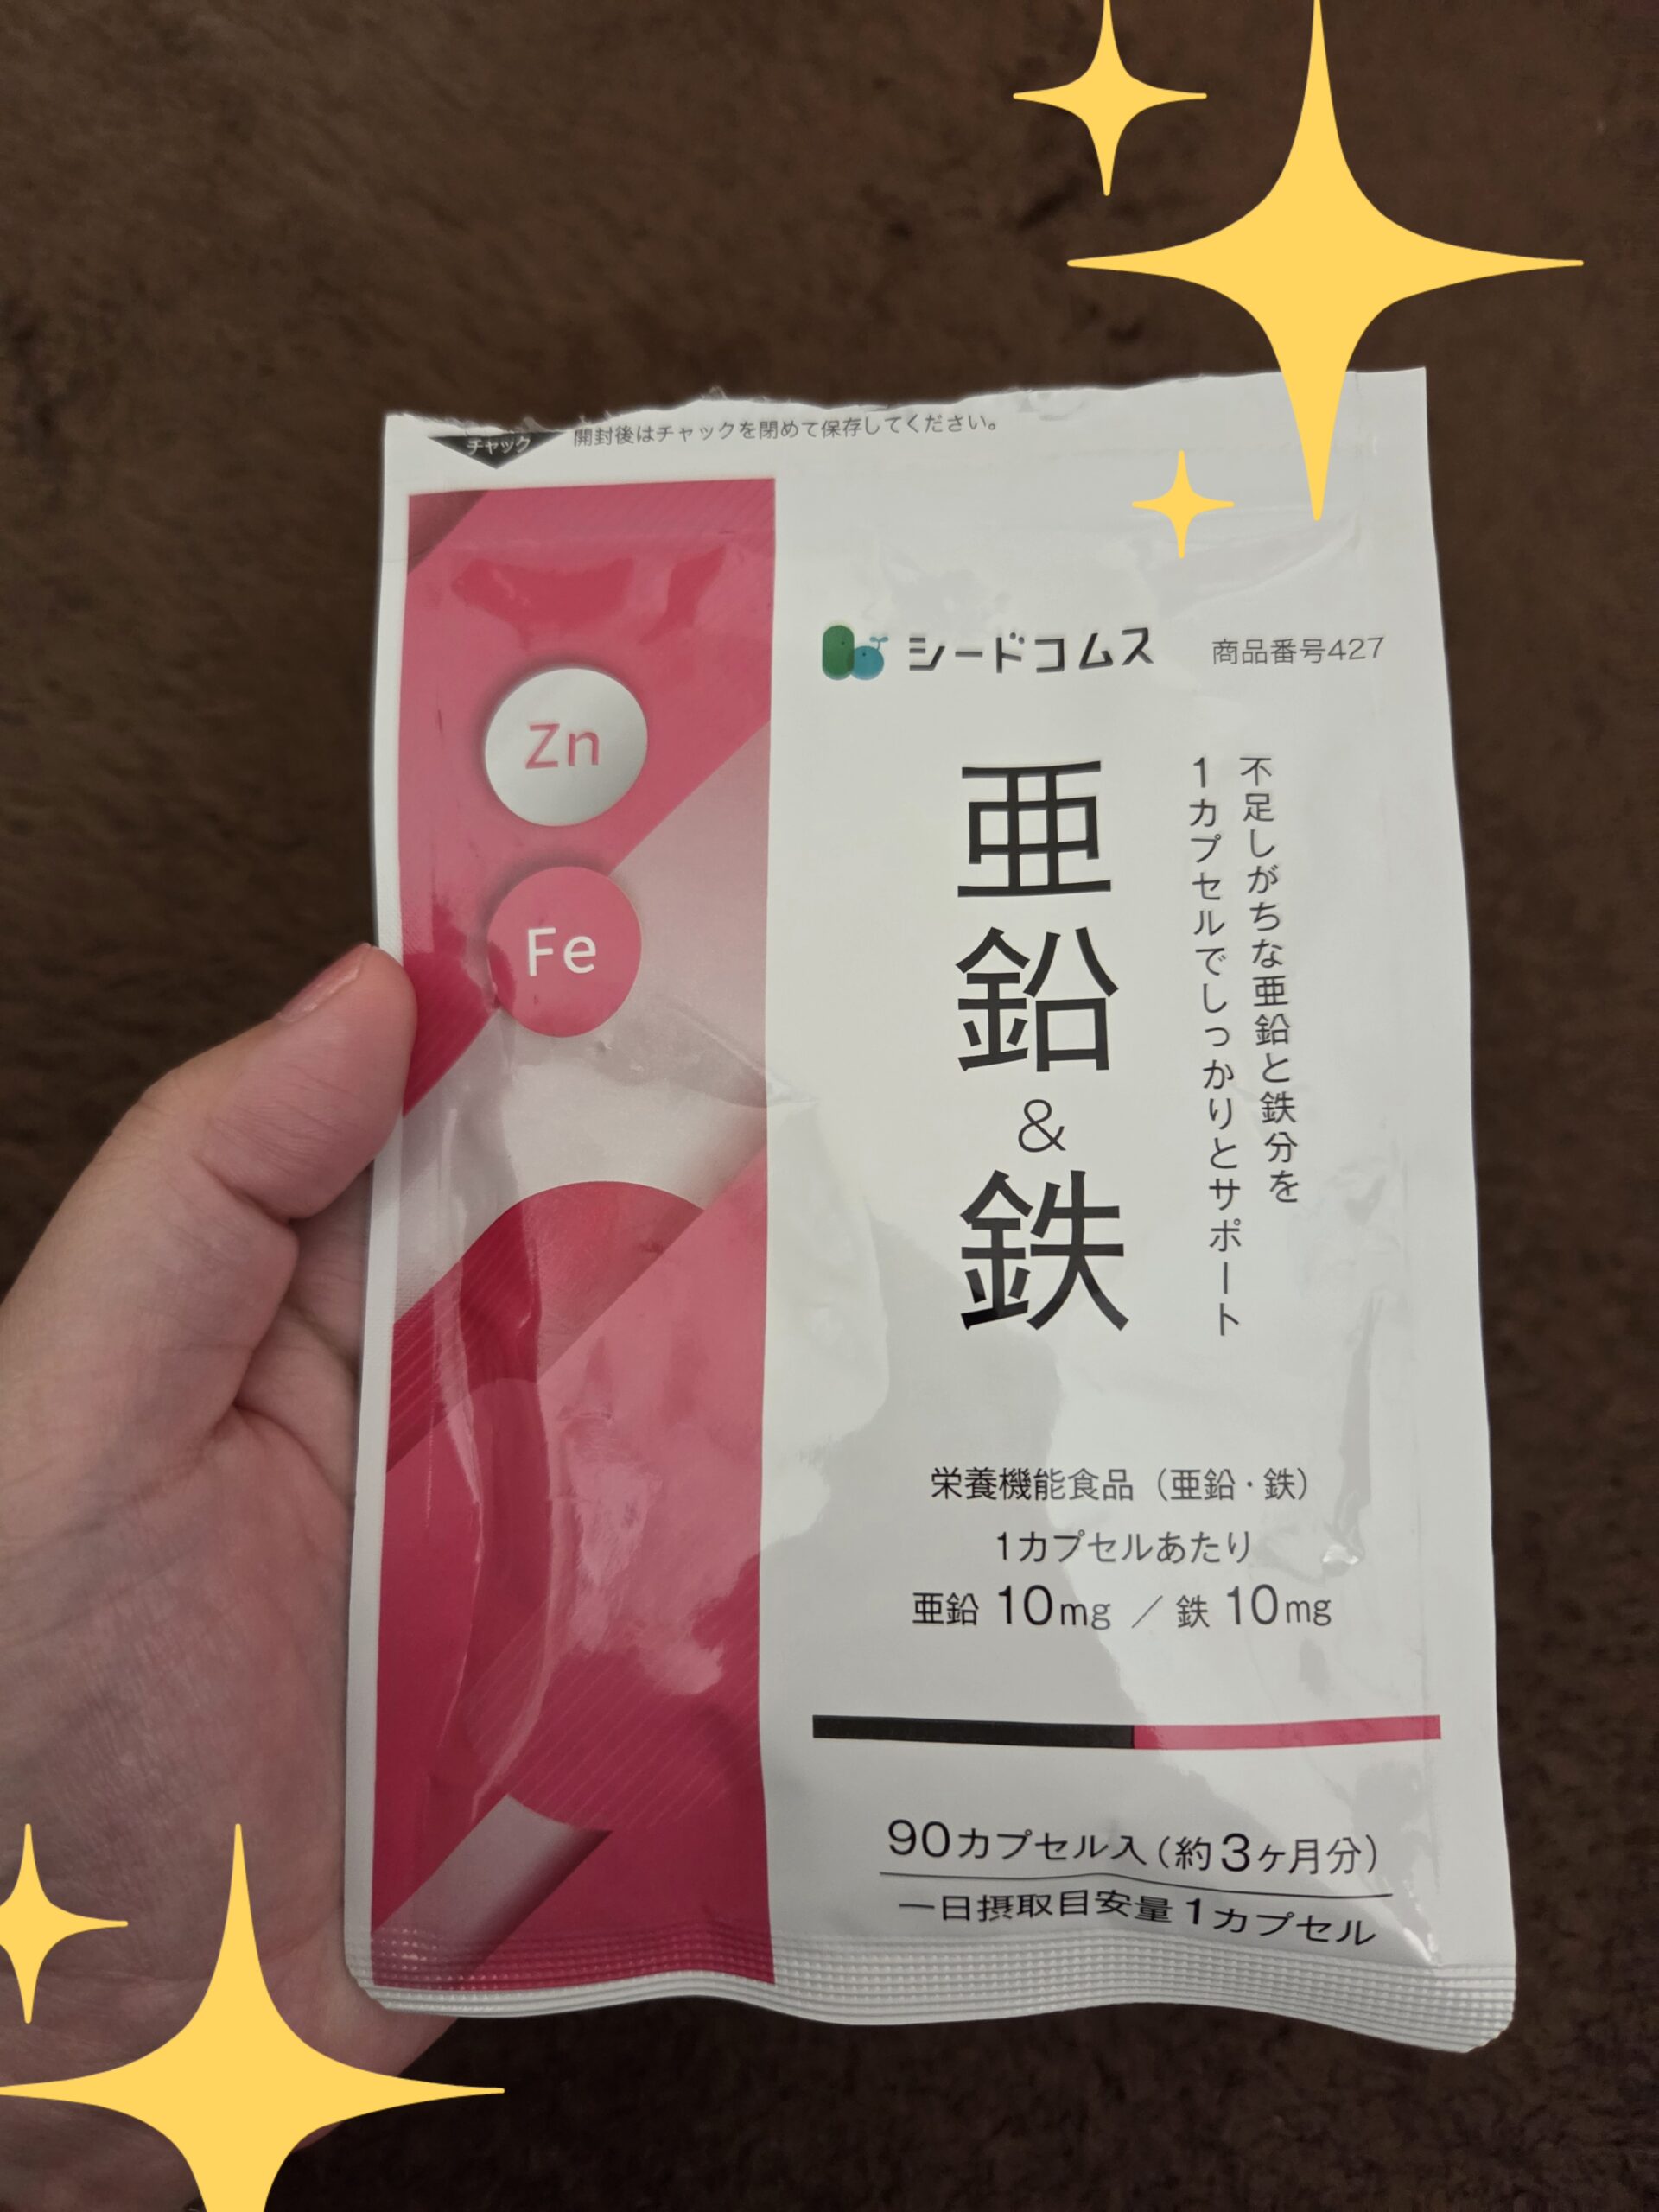 チャック
開封後はチャックを閉めて保存してください。
Zn
Fe
シードコムス
商品番号427
不足しがちな亜鉛と鉄分を
1カプセルでしっかりとサポート
亜鉛&鉄
栄養機能食品(亜鉛・鉄)
1カプセルあたり
亜鉛 10mg / 鉄 10mg
90カプセル入(約3ヶ月分)
一日摂取目安量1カプセル